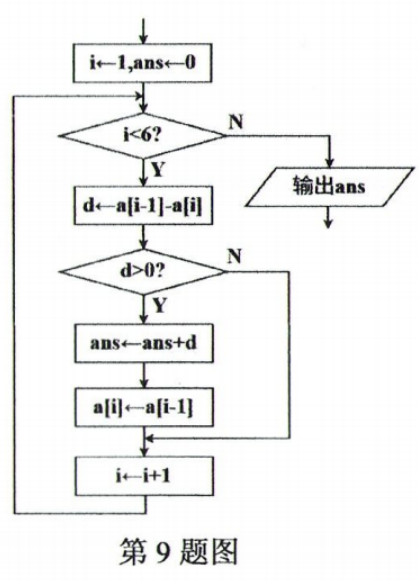 i←1,ans←0
i<6?
N
Y
输出ans
d←a[i-1]-a[i]
d>0?
N
Y
ans←ans+d
a[i]←a[i-1]
i←i+1
第 9 题图